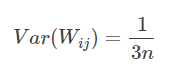 $Var(W_{ij}) = \frac{1}{3n}$